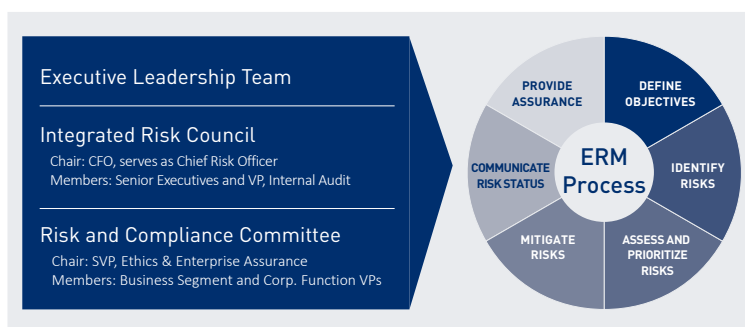 Executive Leadership Team
Integrated Risk Council
Chair: CFO, serves as Chief Risk Officer
Members: Senior Executives and VP, Internal Audit
Risk and Compliance Committee
Chair: SVP, Ethics & Enterprise Assurance
Members: Business Segment and Corp. Function VPs
ERM
Process
DEFINE
OBJECTIVES
IDENTIFY
RISKS
ASSESS AND
PRIORITIZE
RISKS
MITIGATE
RISKS
COMMUNICATE
RISK STATUS
PROVIDE
ASSURANCE